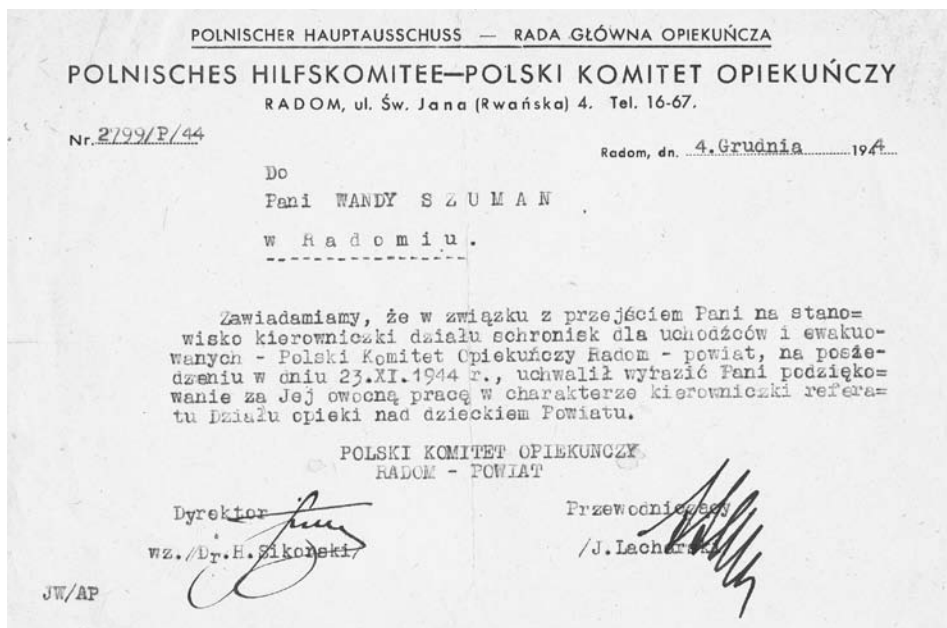 POLNISCHER HAUPTAUSSCHUSS — RADA GŁÓWNA OPIEKUŃCZA
POLNISCHES HILFSKOMITEE—POLSKI KOMITET OPIEKUŃCZY
RADOM, ul. Św. Jana (Rwańska) 4. Tel. 16-67.
Nr. 2799/P/44
Radom, dn. 4. Grudnia 1944
Do
Pani WANDY SZUMAN
w Radomiu.
Zawiadamiamy, że w związku z przejściem Pani na stano=
wisko kierowniczki działu schronisk dla uchodźców i ewakuo-
wanych - Polski Komitet Opiekuńczy Radom - powiat, na posie-
dzeniu w dniu 23.XI.1944 r., uchwalił wyrazić Pani podzięko-
wanie za Jej owocną pracę w charakterze kierowniczki refera=
tu Działu opieki nad dzieckiem Powiatu.
POLSKI KOMITET OPIEKUNCZY
RADOM - POWIAT
Dyrektor
Przewodniczący
wz./Dr.H.Sikorski/
/J.Lacherski/
JW/AP